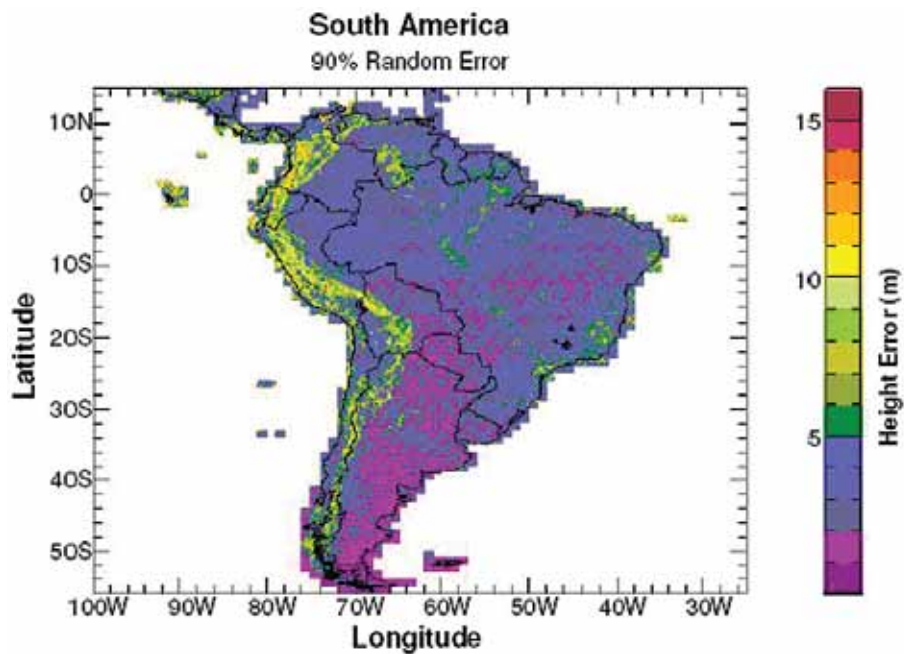 South America
90% Random Error
Latitude
10N
0
10S
20S
30S
40S
50S
100W 90W 80W 70W 60W 50W 40W 30W
Longitude
15
10
5
Height Error (m)